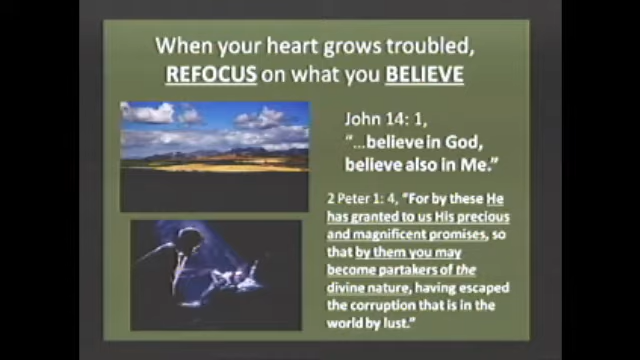 When your heart grows troubled,
REFOCUS on what you BELIEVE
John 14: 1,
“…believe in God,
believe also in Me.”
2 Peter 1: 4, “For by these He
has granted to us His precious
and magnificent promises, so
that by them you may
become partakers of the
divine nature, having escaped
the corruption that is in the
world by lust.”